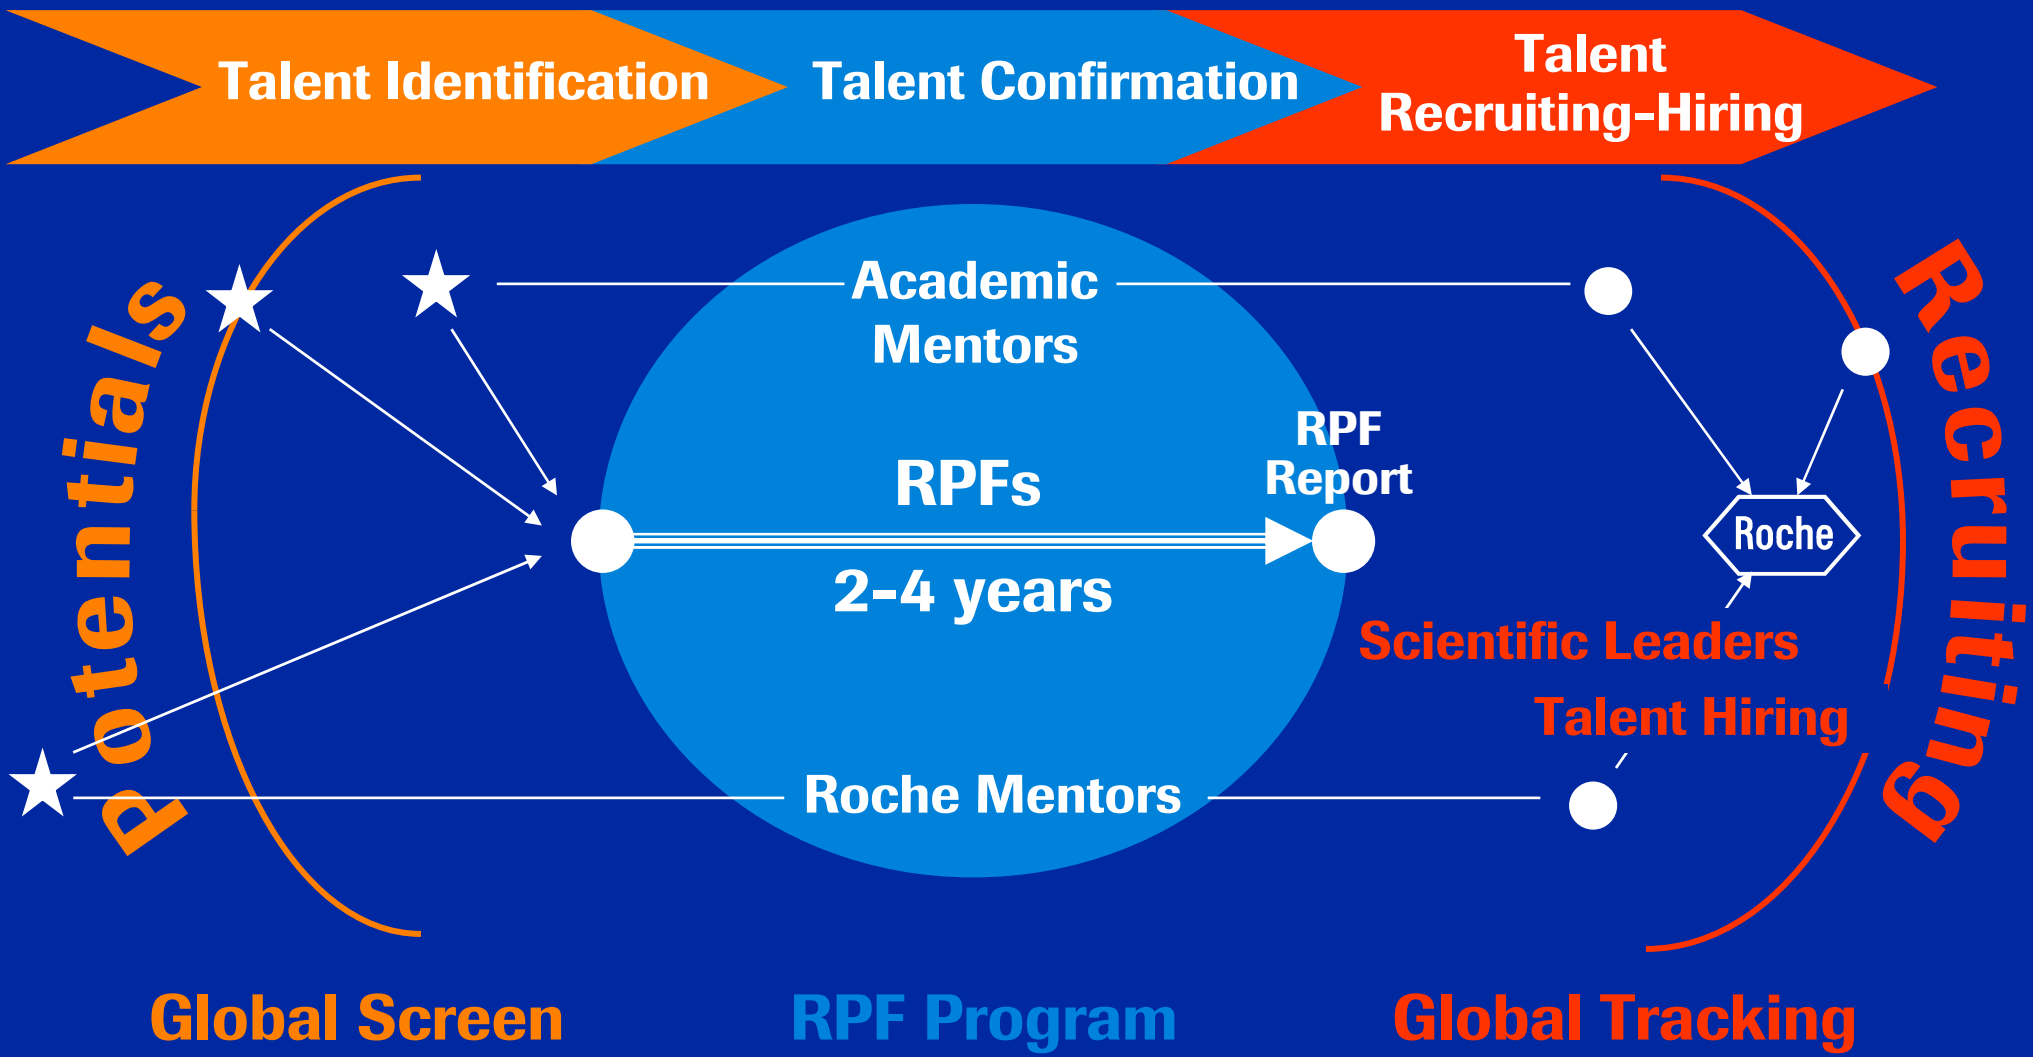 Talent Identification
Talent Confirmation
Talent
Recruiting-Hiring
Potentials
Academic
Mentors
RPFs
2-4 years
RPF
Report
Roche Mentors
Roche
Scientific Leaders
Talent Hiring
Recruiting
Global Screen
RPF Program
Global Tracking